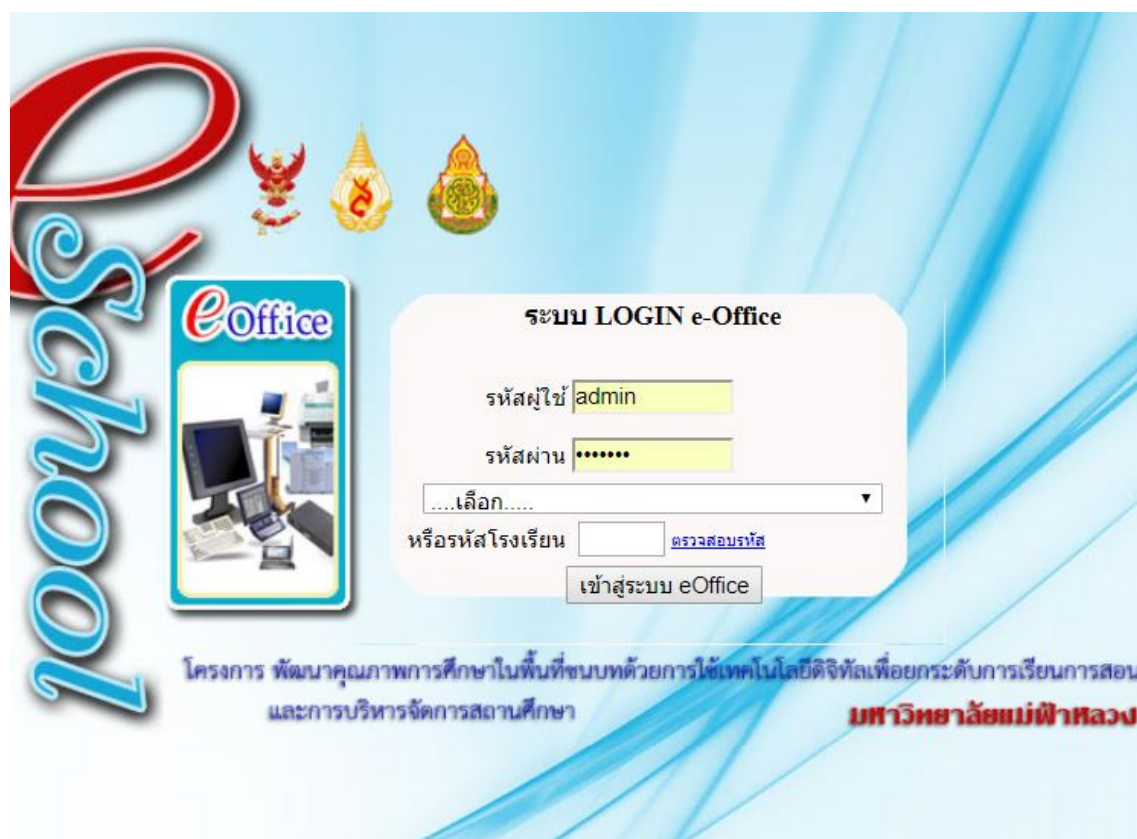 e School
eOffice
ระบบ LOGIN e-Office
รหัสผู้ใช้ admin
รหัสผ่าน •••••••
....เลือก.....
หรือรหัสโรงเรียน ตรวจสอบรหัส
เข้าสู่ระบบ eOffice
โครงการ พัฒนาคุณภาพการศึกษาในพื้นที่ชนบทด้วยการใช้เทคโนโลยีดิจิทัลเพื่อยกระดับการเรียนการสอน
และการบริหารจัดการสถานศึกษา
มหาวิทยาลัยแม่ฟ้าหลวง